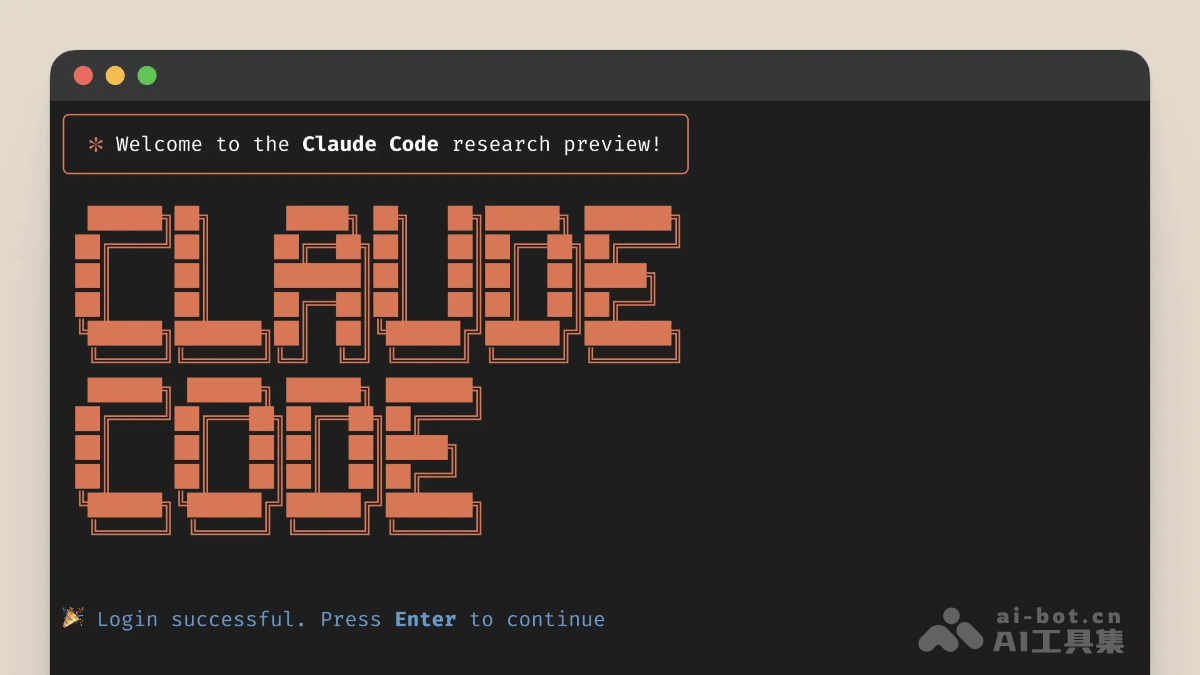 ✻ Welcome to the Claude Code research preview!
CLAUDE
CODE
🎉 Login successful. Press Enter to continue
ai-bot.cn
AI工具集